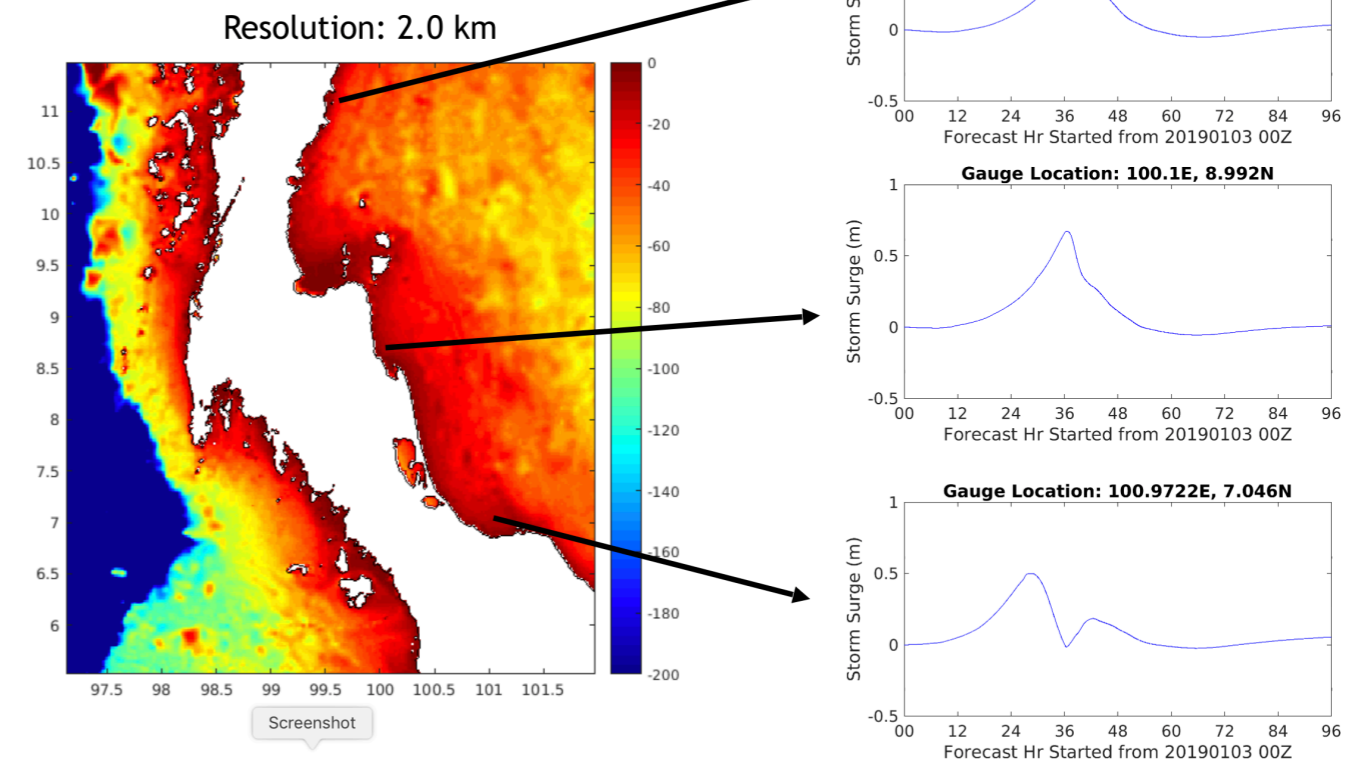 Resolution: 2.0 km
11
10.5
10
9.5
9
8.5
8
7.5
7
6.5
6
97.5 98 98.5 99 99.5 100 100.5 101 101.5
0
-20
-40
-60
-80
-100
-120
-140
-160
-180
-200
Screenshot
0
-0.5
00 12 24 36 48 60 72 84 96
Forecast Hr Started from 20190103 00Z
Gauge Location: 100.1E, 8.992N
Storm Surge (m)
1
0.5
0
-0.5
00 12 24 36 48 60 72 84 96
Forecast Hr Started from 20190103 00Z
Gauge Location: 100.9722E, 7.046N
Storm Surge (m)
1
0.5
0
-0.5
00 12 24 36 48 60 72 84 96
Forecast Hr Started from 20190103 00Z